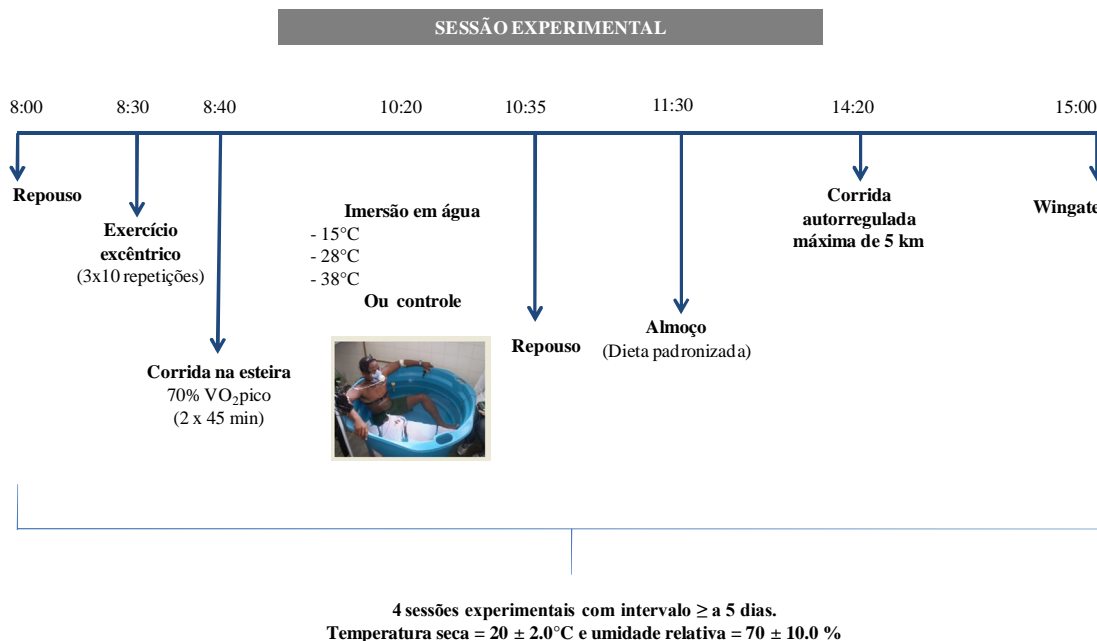 SESSÃO EXPERIMENTAL
8:00
8:30
8:40
10:20
10:35
11:30
14:20
15:00
Repouso
Exercício
excêntrico
(3x10 repetições)
Corrida na esteira
70% VO₂pico
(2 x 45 min)
Imersão em água
- 15°C
- 28°C
- 38°C
Ou controle
Repouso
Almoço
(Dieta padronizada)
Corrida
autorregulada
máxima de 5 km
Wingate
4 sessões experimentais com intervalo ≥ a 5 dias.
Temperatura seca = 20 ± 2.0°C e umidade relativa = 70 ± 10.0 %